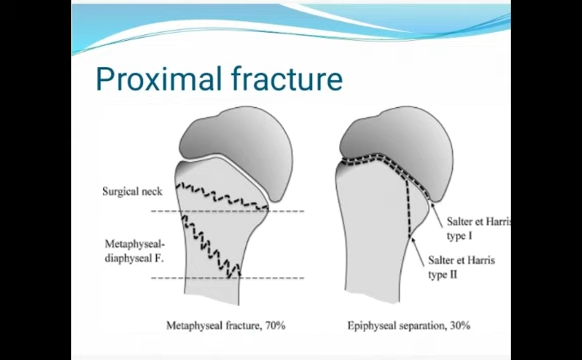 Proximal fracture
Surgical neck
Metaphyseal-
diaphyseal F.
Salter et Harris
type I
Salter et Harris
type II
Metaphyseal fracture, 70%
Epiphyseal separation, 30%